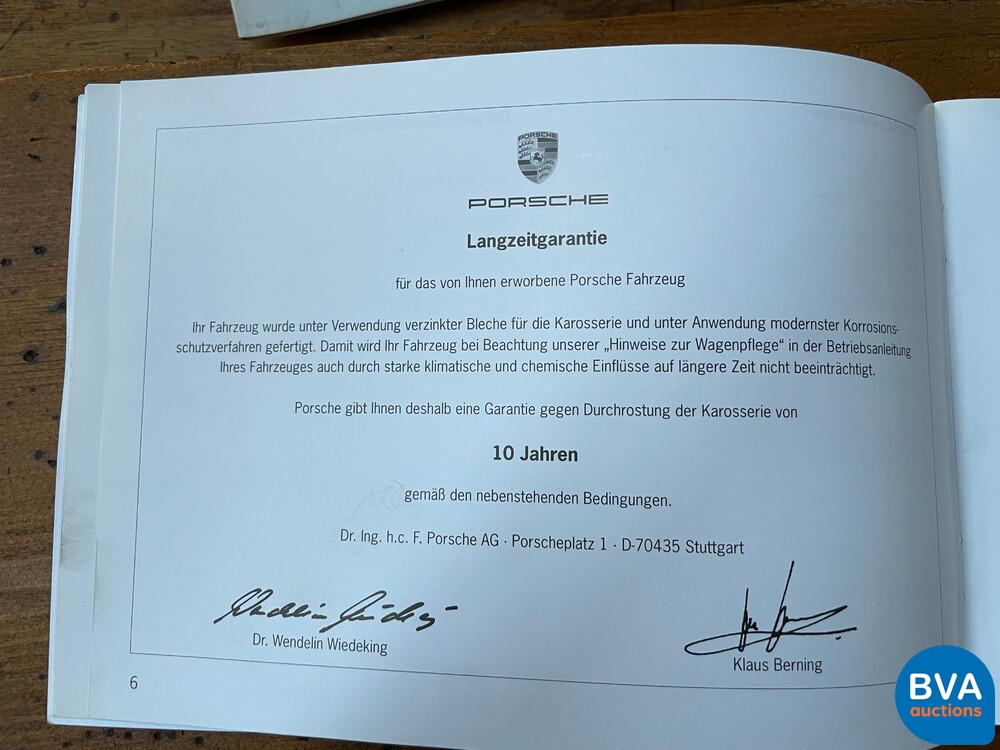 PORSCHE
PORSCHE
Langzeitgarantie
für das von Ihnen erworbene Porsche Fahrzeug
Ihr Fahrzeug wurde unter Verwendung verzinkter Bleche für die Karosserie und unter Anwendung modernster Korrosions-
schutzverfahren gefertigt. Damit wird Ihr Fahrzeug bei Beachtung unserer „Hinweise zur Wagenpflege“ in der Betriebsanleitung
Ihres Fahrzeuges auch durch starke klimatische und chemische Einflüsse auf längere Zeit nicht beeinträchtigt.
Porsche gibt Ihnen deshalb eine Garantie gegen Durchrostung der Karosserie von
10 Jahren
gemäß den nebenstehenden Bedingungen.
Dr. Ing. h.c. F. Porsche AG · Porscheplatz 1 · D-70435 Stuttgart
Dr. Wendelin Wiedeking
Klaus Berning
6
BVA
auctions